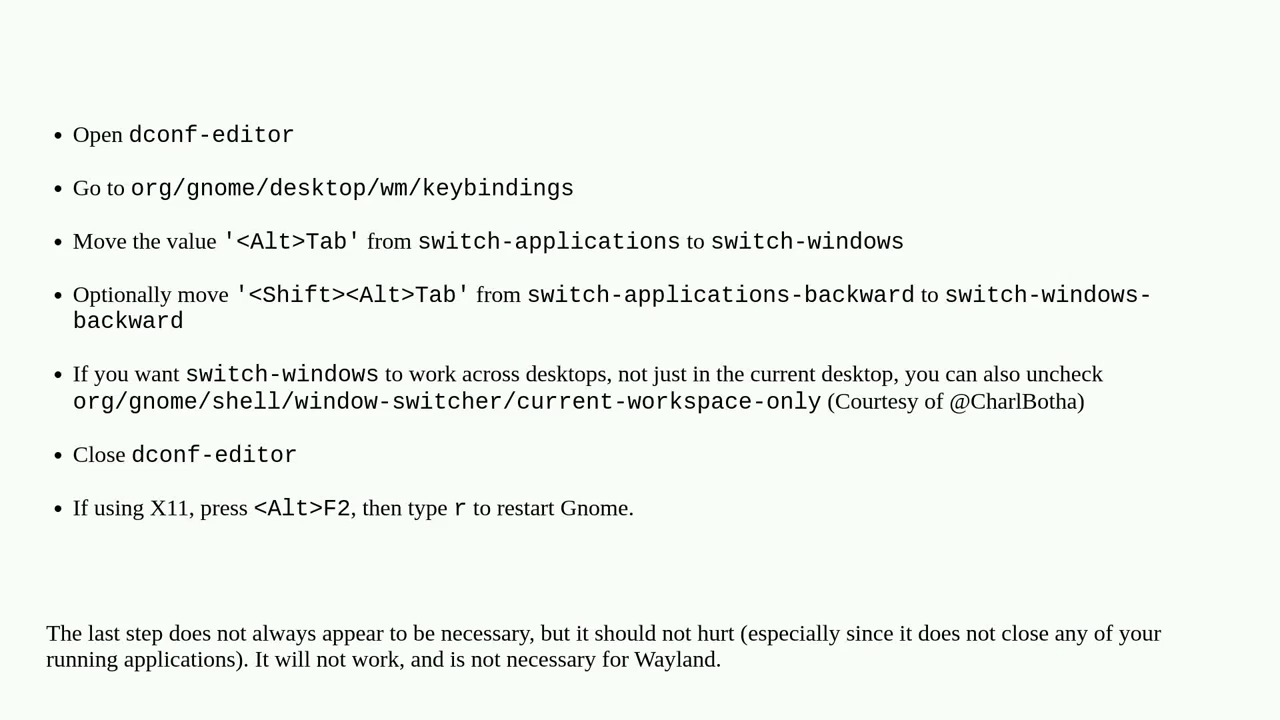 • Open dconf-editor
• Go to org/gnome/desktop/wm/keybindings
• Move the value '<Alt>Tab' from switch-applications to switch-windows
• Optionally move '<Shift><Alt>Tab' from switch-applications-backward to switch-windows-
backward
• If you want switch-windows to work across desktops, not just in the current desktop, you can also uncheck
org/gnome/shell/window-switcher/current-workspace-only (Courtesy of @CharlBotha)
• Close dconf-editor
• If using X11, press <Alt>F2, then type r to restart Gnome.
The last step does not always appear to be necessary, but it should not hurt (especially since it does not close any of your
running applications). It will not work, and is not necessary for Wayland.